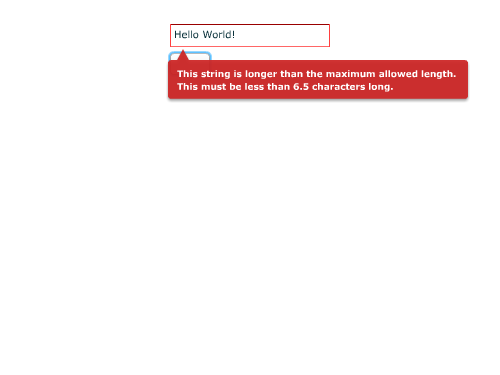 Hello World!
This string is longer than the maximum allowed length.
This must be less than 6.5 characters long.